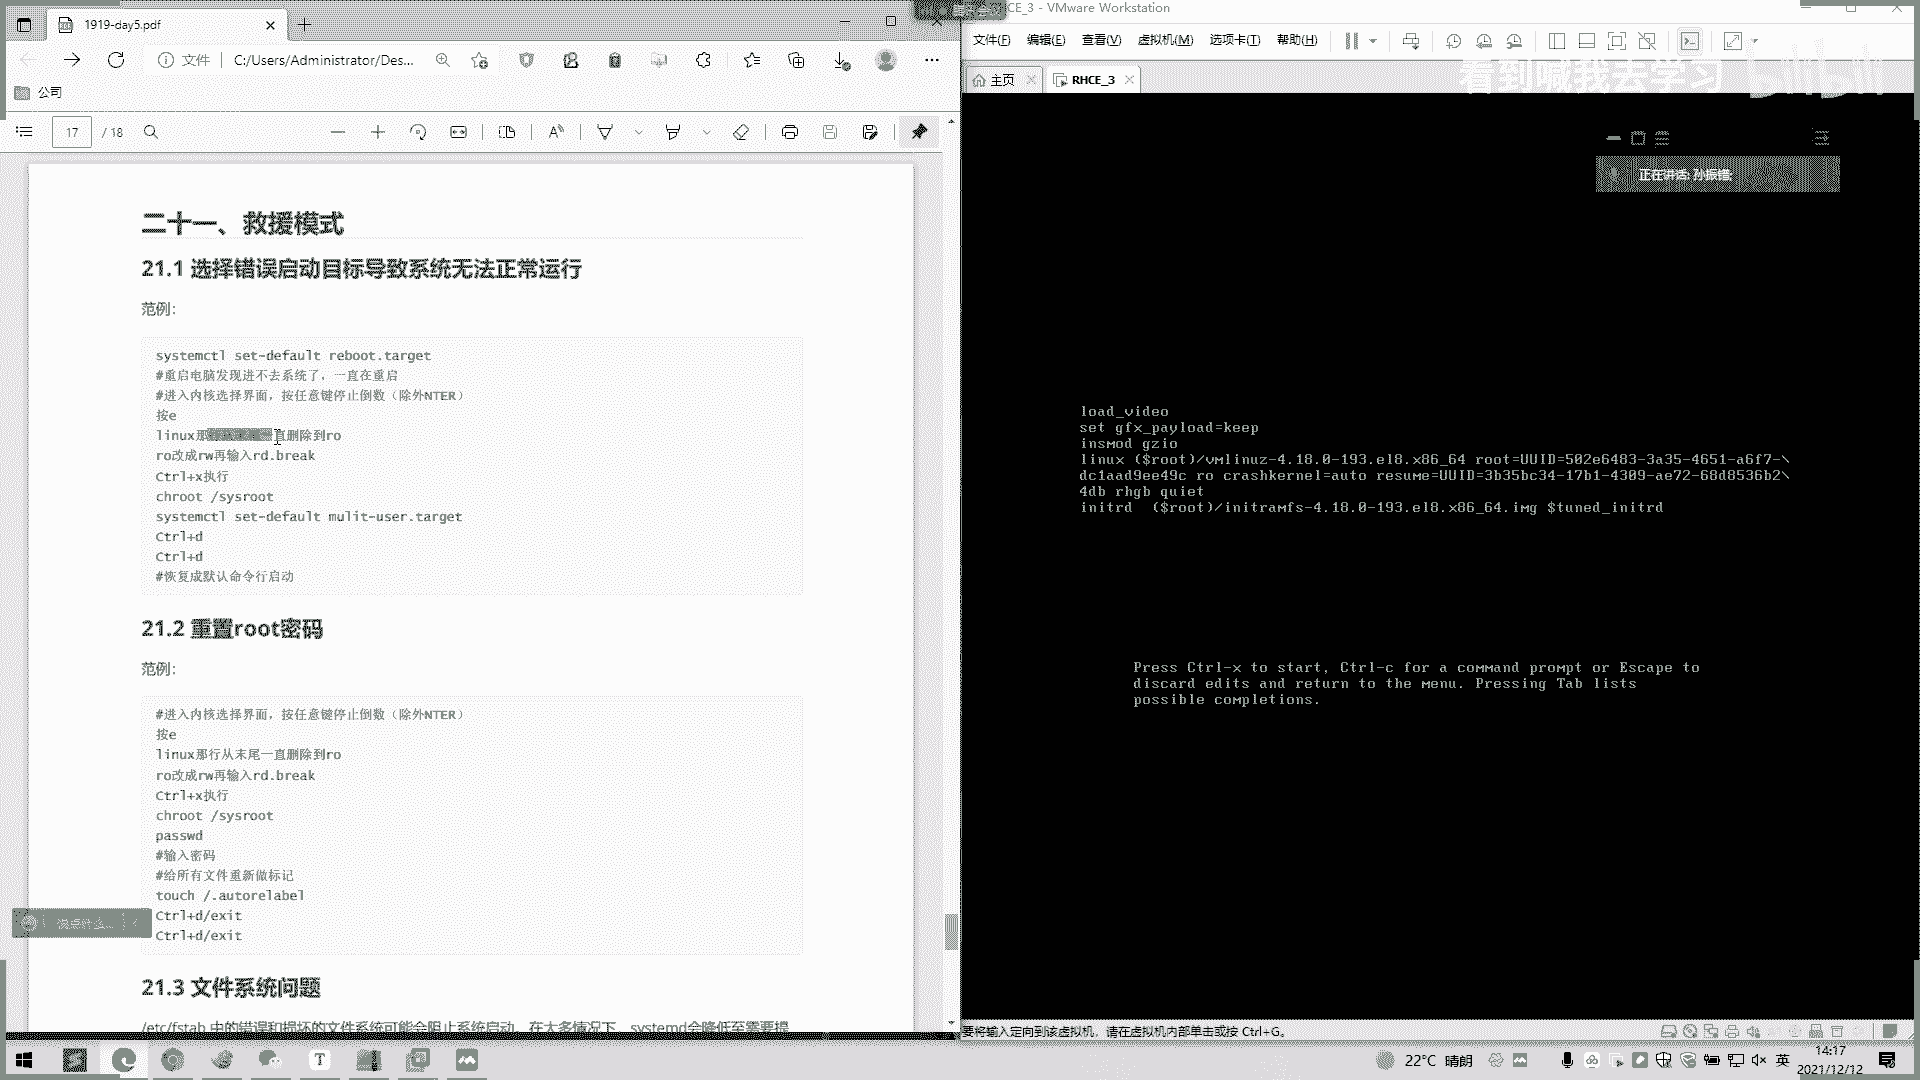 1919-day5.pdf
文件
C:/Users/Administrator/Des...
公司
17 / 18
二十一、救援模式
21.1 选择错误启动目标导致系统无法正常运行
范例：
systemctl set-default reboot.target
#重启电脑发现进不去系统了，一直在重启
#进入内核选择界面，按任意键停止倒数（除外NTER）
按e
linux那行从末尾一直删除到ro
ro改成rw再输入rd.break
Ctrl+x执行
chroot /sysroot
systemctl set-default mulit-user.target
Ctrl+d
Ctrl+d
#恢复成默认命令行启动
21.2 重置root密码
范例：
#进入内核选择界面，按任意键停止倒数（除外NTER）
按e
linux那行从末尾一直删除到ro
ro改成rw再输入rd.break
Ctrl+x执行
chroot /sysroot
passwd
#输入密码
#给所有文件重新做标记
touch /.autorelabel
Ctrl+d/exit
Ctrl+d/exit
21.3 文件系统问题
/etc/fstab 中的错误和损坏的文件系统可能会阻止系统启动。在大多情况下，systemd会降低至需要提
说点什么...
RHCE_3 - VMware Workstation
文件(F) 编辑(E) 查看(V) 虚拟机(M) 选项卡(T) 帮助(H)
主页
RHCE_3
看到喊我去学习
bilibili
正在讲话:
load_video
set gfx_payload=keep
insmod gzio
linux ($root)/vmlinuz-4.18.0-193.el8.x86_64 root=UUID=502e6483-3a35-4651-a6f7-\
dc1aad9ee49c ro crashkernel=auto resume=UUID=3b35bc34-17b1-4309-ae72-68d8536b2\
4db rhgb quiet
initrd ($root)/initramfs-4.18.0-193.el8.x86_64.img $tuned_initrd
Press Ctrl-x to start, Ctrl-c for a command prompt or Escape to
discard edits and return to the menu. Pressing Tab lists
possible completions.
要将输入定向到该虚拟机，请在虚拟机内部单击或按 Ctrl+G。
22°C 晴朗
英
14:17
2021/12/12